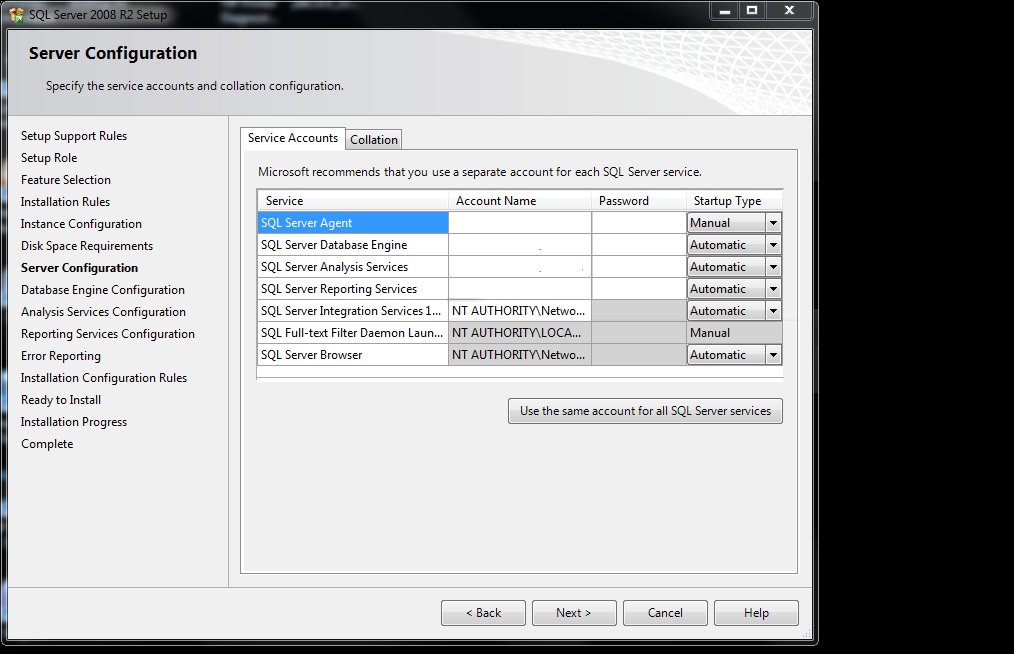 SQL Server 2008 R2 Setup
Server Configuration
Specify the service accounts and collation configuration.
Setup Support Rules
Setup Role
Feature Selection
Installation Rules
Instance Configuration
Disk Space Requirements
Server Configuration
Database Engine Configuration
Analysis Services Configuration
Reporting Services Configuration
Error Reporting
Installation Configuration Rules
Ready to Install
Installation Progress
Complete
Service Accounts Collation
Microsoft recommends that you use a separate account for each SQL Server service.
Service Account Name Password Startup Type
SQL Server Agent Manual
SQL Server Database Engine Automatic
SQL Server Analysis Services Automatic
SQL Server Reporting Services Automatic
SQL Server Integration Services 1... NT AUTHORITY\Netwo... Automatic
SQL Full-text Filter Daemon Laun... NT AUTHORITY\LOCA... Manual
SQL Server Browser NT AUTHORITY\Netwo... Automatic
Use the same account for all SQL Server services
< Back Next > Cancel Help